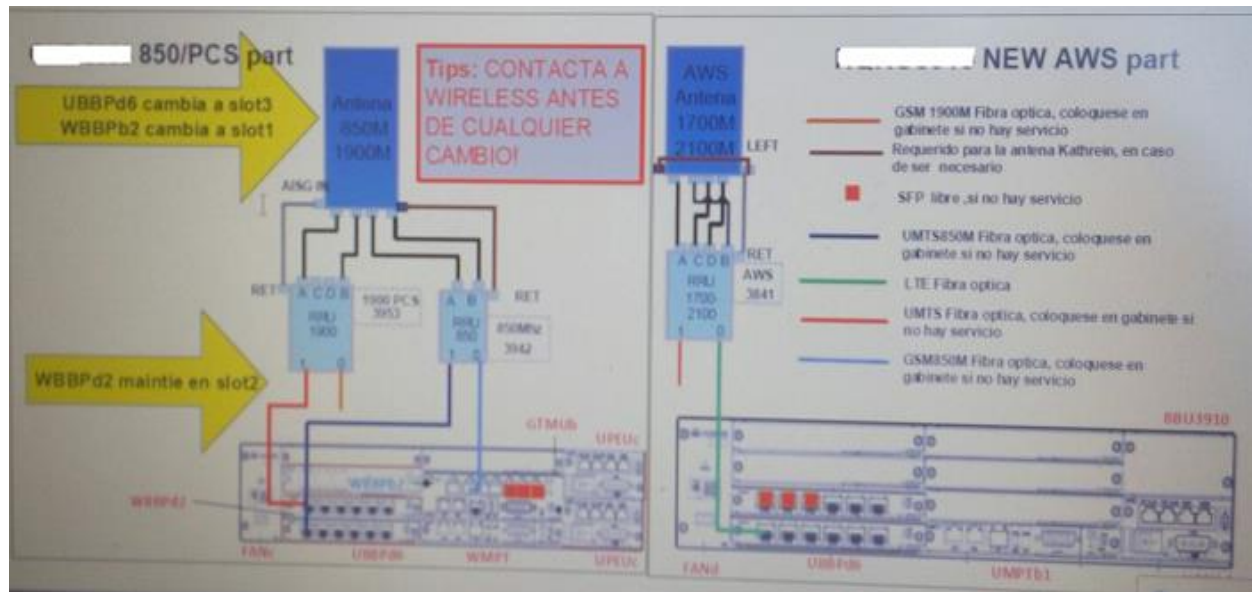 850/PCS part
UBBPd6 cambia a slot3
WBBPb2 cambia a slot1
WBBPd2 maintie en slot2
Antena
850M
1900M
Tips: CONTACTA A
WIRELESS ANTES
DE CUALQUIER
CAMBIO!
AISG IN
RET
A C D B
RRU
1900
1 0
1900 PCS
3953
A B
RRU
850
1 0
RET
850Mhz
3942
GTMUb
UPEUc
WBBPb2
WBBPd2
FANc
UBBPd6
WMPT
UPEUc
NEW AWS part
AWS
Antena
1700M
2100M
LEFT
A C D B
RRU
1700
2100
1 0
RET
AWS
3841
GSM 1900M Fibra optica, coloquese en
gabinete si no hay servicio
Requerido para la antena Kathrein, en caso
de ser necesario
SFP libre ,si no hay servicio
UMTS850M Fibra optica, coloquese en
gabinete si no hay servicio
LTE Fibra optica
UMTS Fibra optica, coloquese en gabinete si
no hay servicio
GSM850M Fibra optica, coloquese en
gabinete si no hay servicio
BBU3910
FANd
UBBPd6
UMPTb1